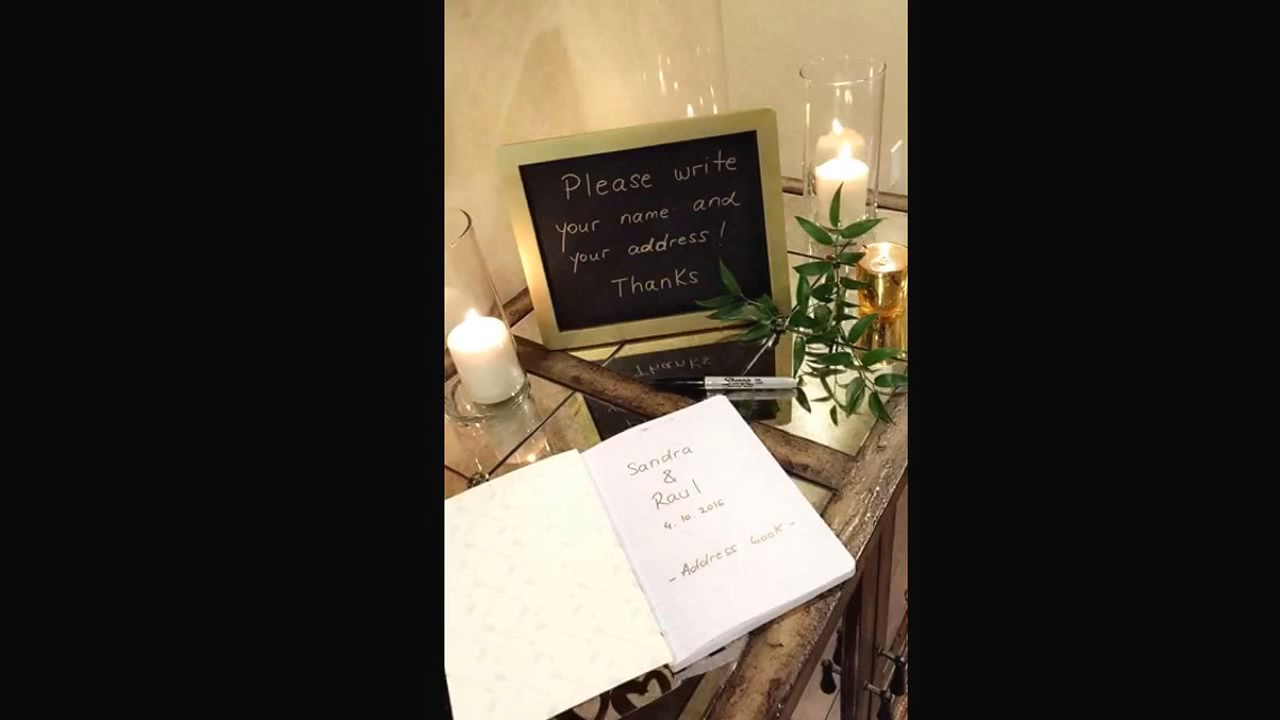 Please write
your name and
your address!
Thanks
Sandra
&
Raul
4.10.2016
- Address book -